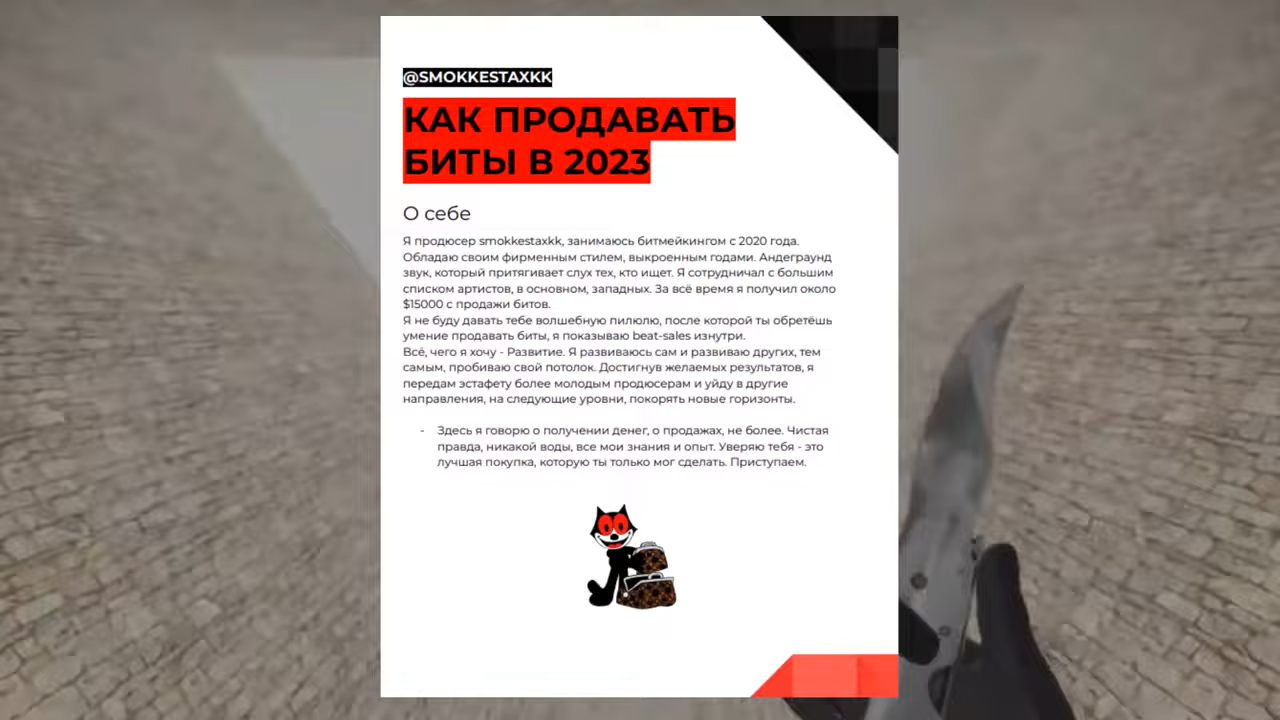 @SMOKKESTAXKK
КАК ПРОДАВАТЬ
БИТЫ В 2023
О себе
Я продюсер smokkestaxkk, занимаюсь битмейкингом с 2020 года.
Обладаю своим фирменным стилем, выкроенным годами. Андеграунд
звук, который притягивает слух тех, кто ищет. Я сотрудничал с большим
списком артистов, в основном, западных. За всё время я получил около
$15000 с продажи битов.
Я не буду давать тебе волшебную пилюлю, после которой ты обретёшь
умение продавать биты, я показываю beat-sales изнутри.
Всё, чего я хочу - Развитие. Я развиваюсь сам и развиваю других, тем
самым, пробиваю свой потолок. Достигнув желаемых результатов, я
передам эстафету более молодым продюсерам и уйду в другие
направления, на следующие уровни, покорять новые горизонты.
- Здесь я говорю о получении денег, о продажах, не более. Чистая
правда, никакой воды, все мои знания и опыт. Уверяю тебя - это
лучшая покупка, которую ты только мог сделать. Приступаем.